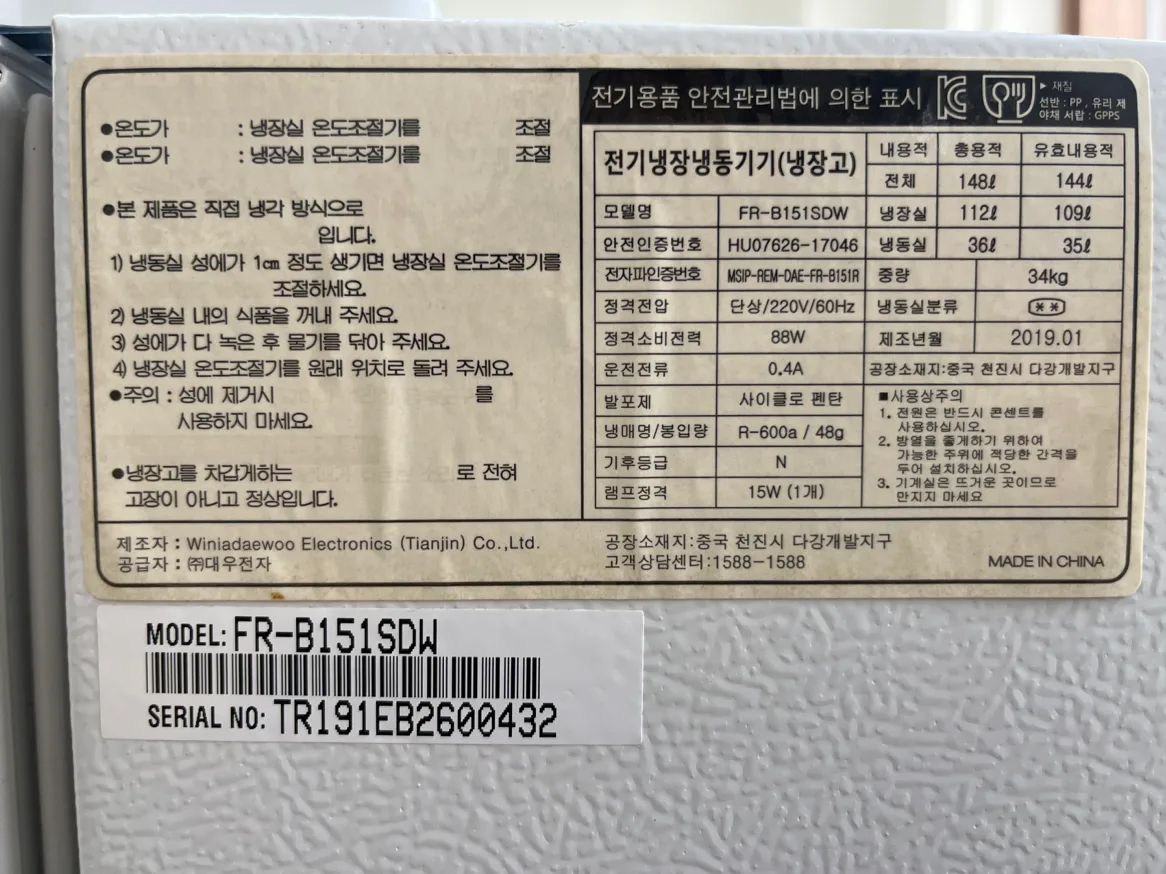 ●온도가 : 냉장실 온도조절기를 조절
●온도가 : 냉장실 온도조절기를 조절
●본 제품은 직접 냉각 방식으로
입니다.
1) 냉동실 성에가 1㎝ 정도 생기면 냉장실 온도조절기를
조절하세요.
2) 냉동실 내의 식품을 꺼내 주세요.
3) 성에가 다 녹은 후 물기를 닦아 주세요.
4) 냉장실 온도조절기를 원래 위치로 돌려 주세요.
●주의 : 성에 제거시 를
사용하지 마세요.
●냉장고를 차갑게하는 로 전혀
고장이 아니고 정상입니다.
전기용품 안전관리법에 의한 표시
▶ 재질
선반 : PP , 유리 제
야채 서랍 : GPPS
전기냉장냉동기기(냉장고)
내용적 총용적 유효내용적
전체 148ℓ 144ℓ
모델명 FR-B151SDW 냉장실 112ℓ 109ℓ
안전인증번호 HU07626-17046 냉동실 36ℓ 35ℓ
전자파인증번호 MSIP-REM-DAE-FR-B151R 중량 34kg
정격전압 단상/220V/60Hz 냉동실분류 **
정격소비전력 88W 제조년월 2019.01
운전전류 0.4A 공장소재지:중국 천진시 다강개발지구
발포제 사이클로 펜탄
냉매명/봉입량 R-600a / 48g
기후등급 N
램프정격 15W (1개)
■사용상주의
1. 전원은 반드시 콘센트를
사용하십시오.
2. 방열을 좋게하기 위하여
가능한 주위에 적당한 간격을
두어 설치하십시오.
3. 기계실은 뜨거운 곳이므로
만지지 마세요
제조자 : Winiadaewoo Electronics (Tianjin) Co.,Ltd.
공급자 : ㈜대우전자
공장소재지:중국 천진시 다강개발지구
고객상담센터:1588-1588
MADE IN CHINA
MODEL: FR-B151SDW
SERIAL NO: TR191EB2600432